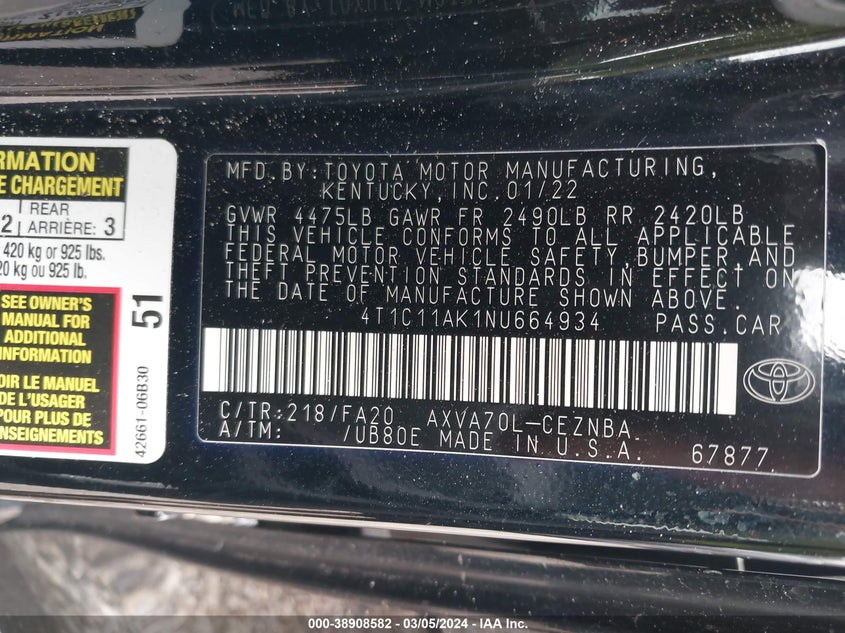 RMATION
E CHARGEMENT
2 REAR ARRIÈRE: 3
420 kg or 925 lbs.
20 kg ou 925 lb.
SEE OWNER'S
MANUAL FOR
ADDITIONAL
INFORMATION
OIR LE MANUEL
DE L'USAGER
POUR PLUS DE
ENSEIGNEMENTS
51
42661-06B30
MFD. BY: TOYOTA MOTOR MANUFACTURING,
KENTUCKY, INC. 01/22
GVWR 4475LB GAWR FR 2490LB RR 2420LB
THIS VEHICLE CONFORMS TO ALL APPLICABLE
FEDERAL MOTOR VEHICLE SAFETY, BUMPER, AND
THEFT PREVENTION STANDARDS IN EFFECT ON
THE DATE OF MANUFACTURE SHOWN ABOVE.
4T1C11AK1NU664934 PASS. CAR
C/TR: 218/FA20 AXVA70L-CEZNBA
A/TM: /UB80E MADE IN U.S.A. 67877
TOYOTA
000-38908582 / 03/05/2024 / IAA Inc.